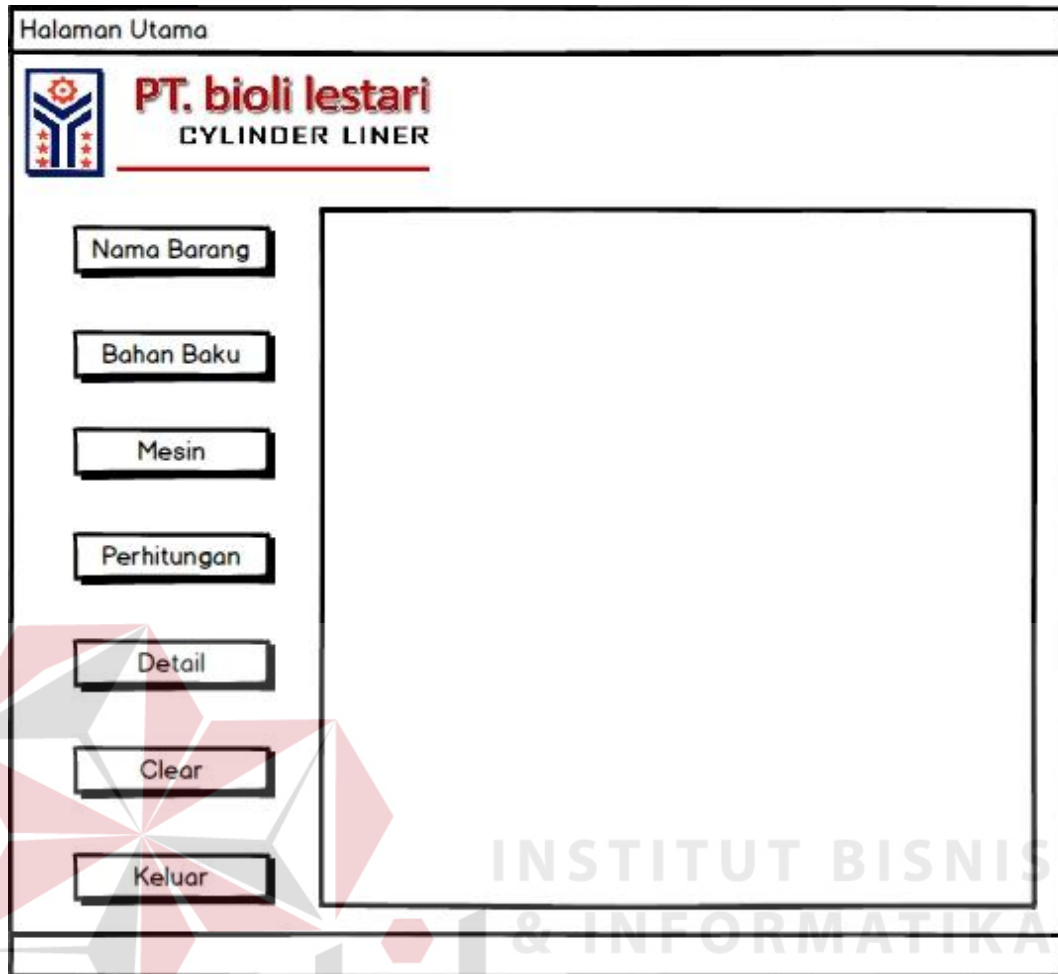 Halaman Utama
PT. bioli lestari
CYLINDER LINER
Nama Barang
Bahan Baku
Mesin
Perhitungan
Detail
Clear
Keluar
INSTITUT BISNIS
& INFORMATIKA